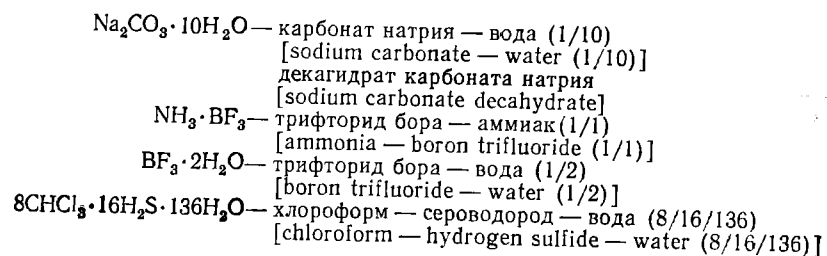 Na₂CO₃·10H₂O— карбонат натрия — вода (1/10)
[sodium carbonate — water (1/10)]
декагидрат карбоната натрия
[sodium carbonate decahydrate]
NH₃·BF₃— трифторид бора — аммиак(1/1)
[ammonia — boron trifluoride (1/1)]
BF₃·2H₂O— трифторид бора — вода (1/2)
[boron trifluoride — water (1/2)]
8CHCl₃·16H₂S·136H₂O— хлороформ — сероводород — вода (8/16/136)
[chloroform — hydrogen sulfide — water (8/16/136)]